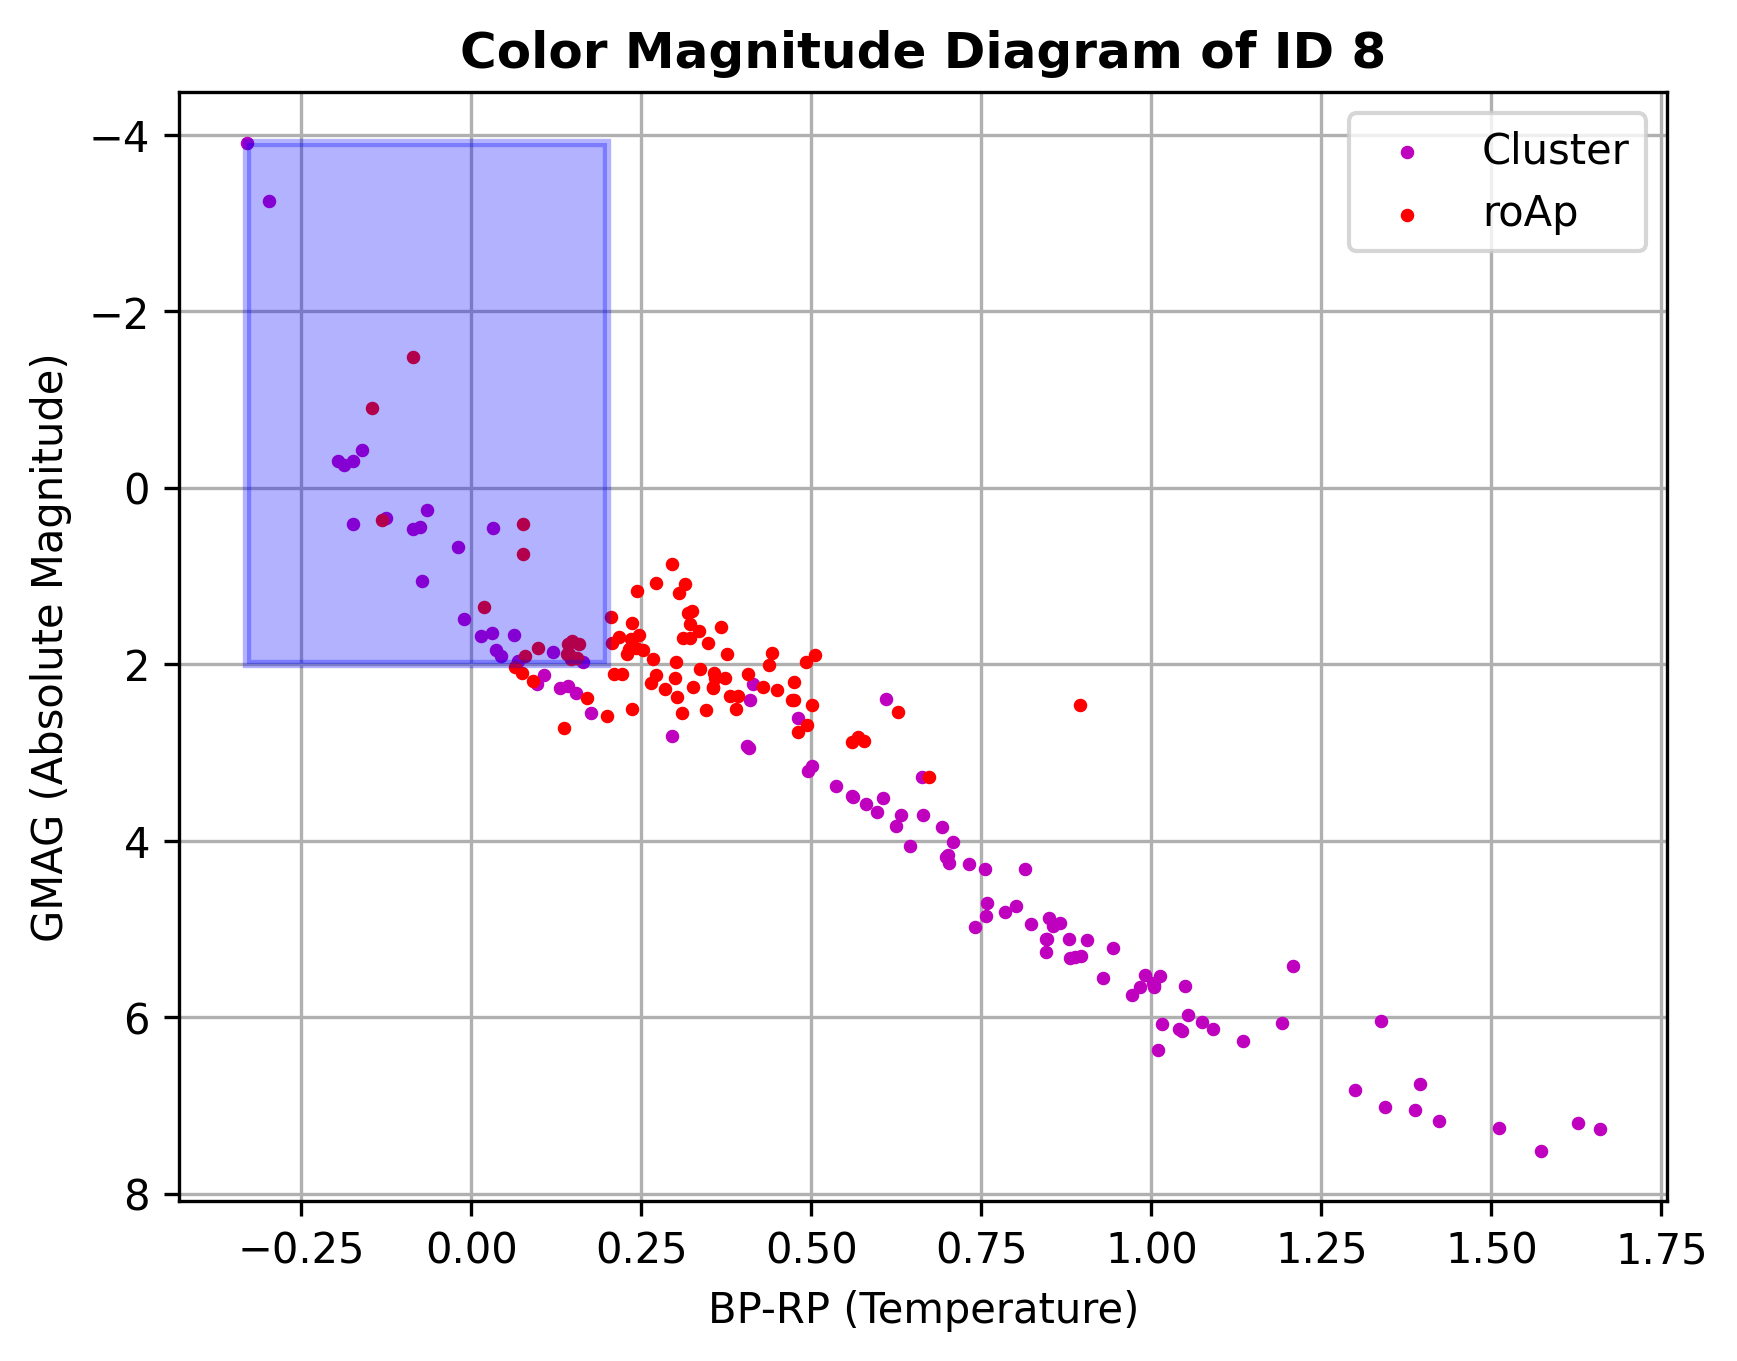 Color Magnitude Diagram of ID 8
Cluster
roAp
GMAG (Absolute Magnitude)
−4
−2
0
2
4
6
8
−0.25 0.00 0.25 0.50 0.75 1.00 1.25 1.50 1.75
BP-RP (Temperature)